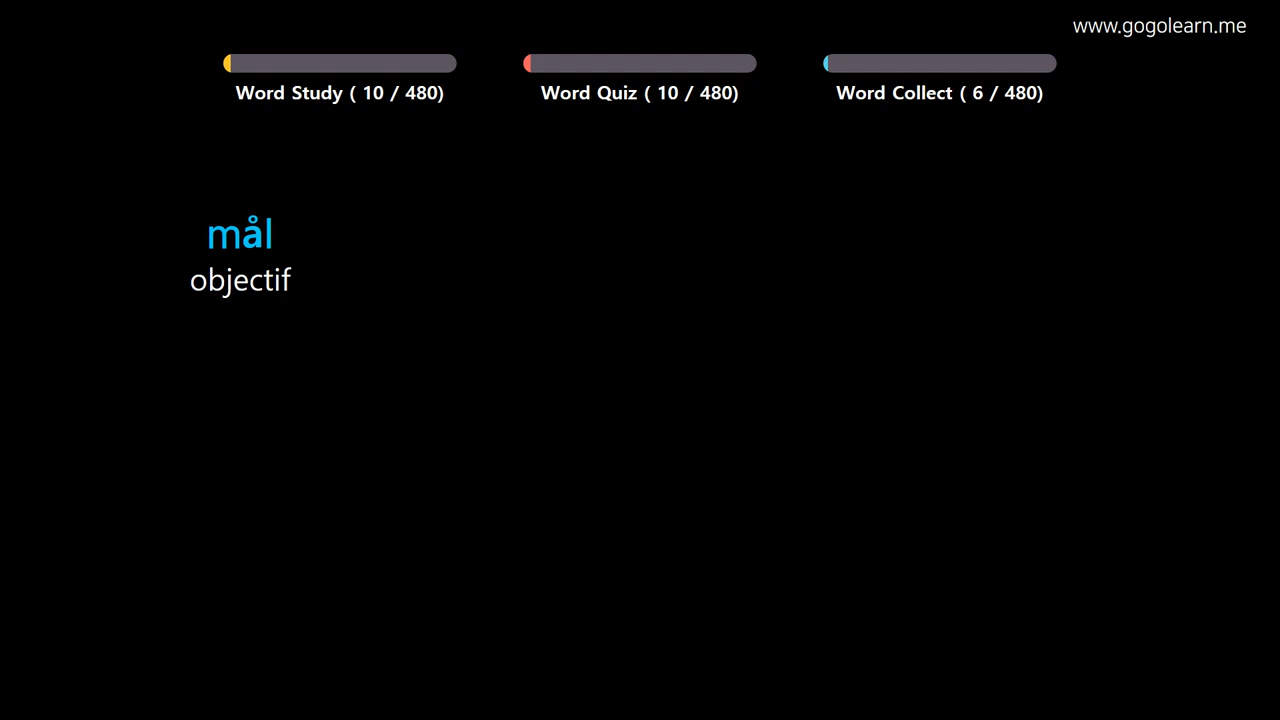 www.gogolearn.me
Word Study ( 10 / 480)
Word Quiz ( 10 / 480)
Word Collect ( 6 / 480)
mål
objectif